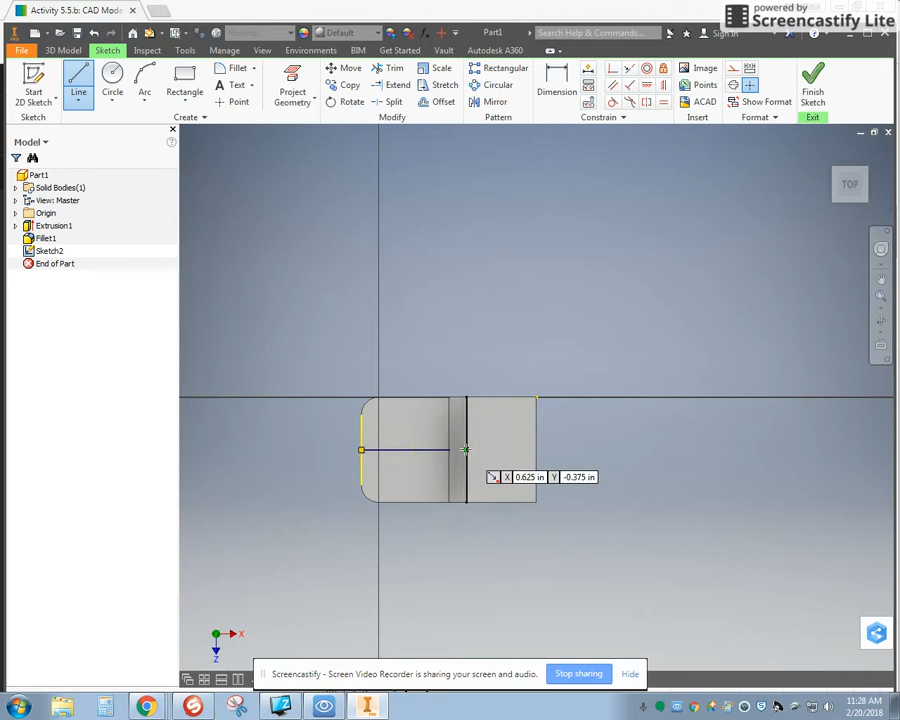 Activity 5.5.b: CAD Mode
powered by
Screencastify Lite
Default
Part1
Search Help & Commands...
Sign In
File
3D Model
Sketch
Inspect
Tools
Manage
View
Environments
BIM
Get Started
Vault
Autodesk A360
Start
2D Sketch
Line
Circle
Arc
Rectangle
Fillet
Text
Point
Project
Geometry
Move
Copy
Rotate
Trim
Extend
Split
Scale
Stretch
Offset
Rectangular
Circular
Mirror
Dimension
Image
Points
ACAD
Show Format
Finish
Sketch
Sketch
Create
Modify
Pattern
Constrain
Insert
Format
Exit
Model
Part1
Solid Bodies(1)
View: Master
Origin
Extrusion1
Fillet1
Sketch2
End of Part
TOP
X 0.625 in Y -0.375 in
X
Z
Screencastify - Screen Video Recorder is sharing your screen and audio.
Stop sharing
Hide
11:28 AM
2/20/2018